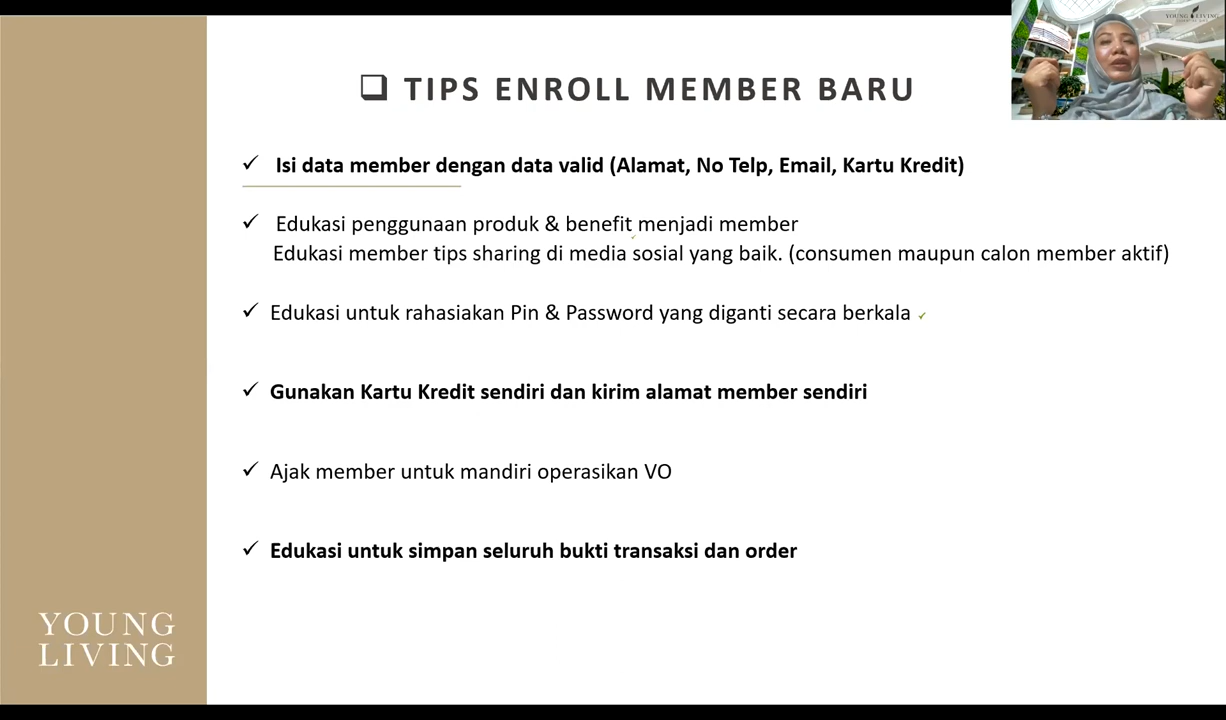 YOUNG LIVING
TIPS ENROLL MEMBER BARU
Isi data member dengan data valid (Alamat, No Telp, Email, Kartu Kredit)
Edukasi penggunaan produk & benefit menjadi member
Edukasi member tips sharing di media sosial yang baik. (consumen maupun calon member aktif)
Edukasi untuk rahasiakan Pin & Password yang diganti secara berkala
Gunakan Kartu Kredit sendiri dan kirim alamat member sendiri
Ajak member untuk mandiri operasikan VO
Edukasi untuk simpan seluruh bukti transaksi dan order
YOUNG
LIVING